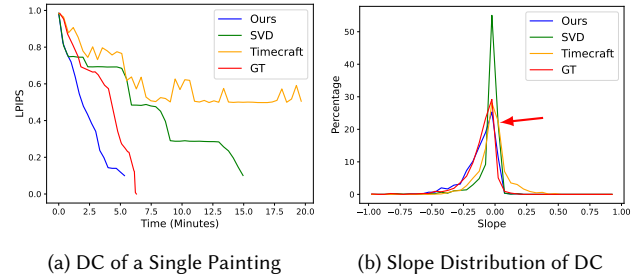 1.0
0.8
0.6
0.4
0.2
0.0
LPIPS
0.0 2.5 5.0 7.5 10.0 12.5 15.0 17.5 20.0
Time (Minutes)
Ours
SVD
Timecraft
GT
(a) DC of a Single Painting
50
40
30
20
10
0
Percentage
-1.00 -0.75 -0.50 -0.25 0.00 0.25 0.50 0.75 1.00
Slope
Ours
SVD
Timecraft
GT
(b) Slope Distribution of DC